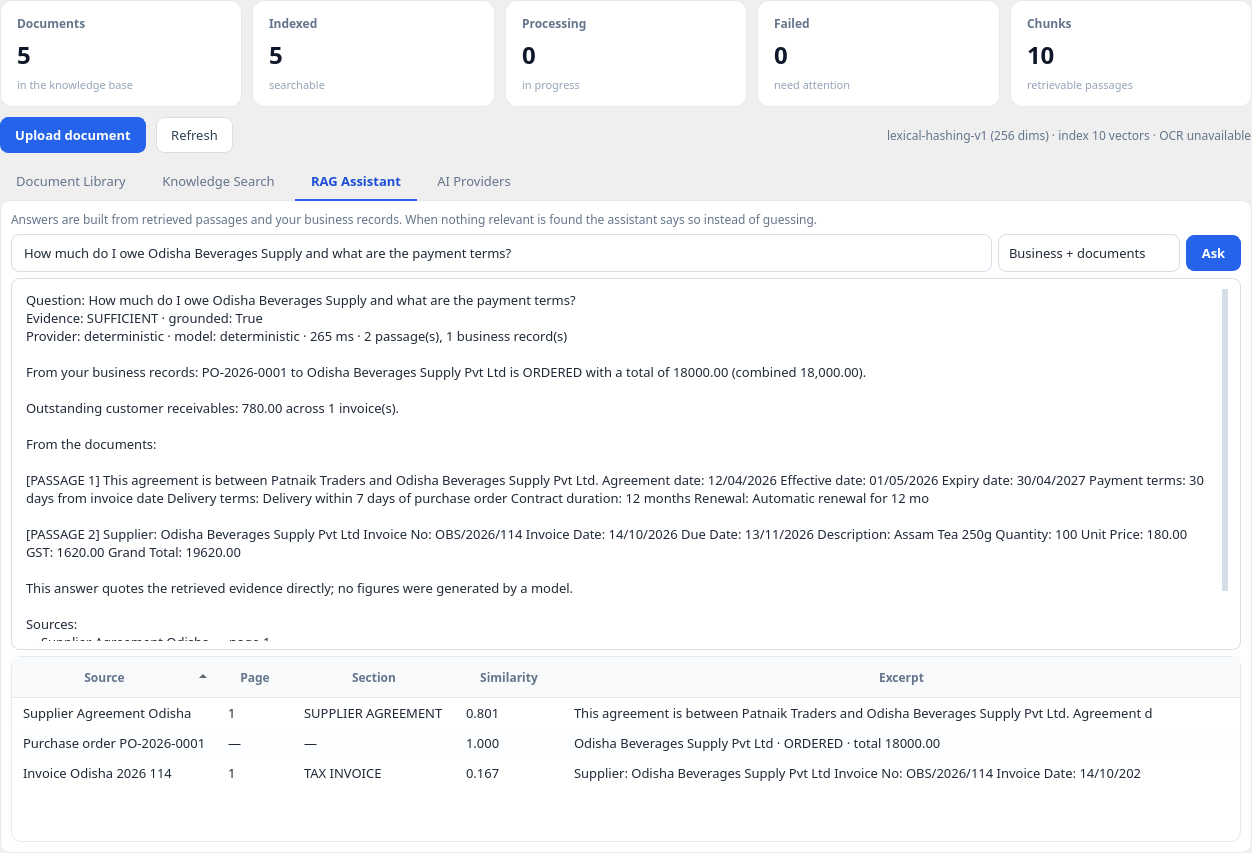 Documents
5
in the knowledge base
Indexed
5
searchable
Processing
0
in progress
Failed
0
need attention
Chunks
10
retrievable passages
Upload document
Refresh
lexical-hashing-v1 (256 dims) · index 10 vectors · OCR unavailable
Document Library
Knowledge Search
RAG Assistant
AI Providers
Answers are built from retrieved passages and your business records. When nothing relevant is found the assistant says so instead of guessing.
How much do I owe Odisha Beverages Supply and what are the payment terms?
Business + documents
Ask
Question: How much do I owe Odisha Beverages Supply and what are the payment terms?
Evidence: SUFFICIENT · grounded: True
Provider: deterministic · model: deterministic · 265 ms · 2 passage(s), 1 business record(s)
From your business records: PO-2026-0001 to Odisha Beverages Supply Pvt Ltd is ORDERED with a total of 18000.00 (combined 18,000.00).
Outstanding customer receivables: 780.00 across 1 invoice(s).
From the documents:
[PASSAGE 1] This agreement is between Patnaik Traders and Odisha Beverages Supply Pvt Ltd. Agreement date: 12/04/2026 Effective date: 01/05/2026 Expiry date: 30/04/2027 Payment terms: 30
days from invoice date Delivery terms: Delivery within 7 days of purchase order Contract duration: 12 months Renewal: Automatic renewal for 12 mo
[PASSAGE 2] Supplier: Odisha Beverages Supply Pvt Ltd Invoice No: OBS/2026/114 Invoice Date: 14/10/2026 Due Date: 13/11/2026 Description: Assam Tea 250g Quantity: 100 Unit Price: 180.00
GST: 1620.00 Grand Total: 19620.00
This answer quotes the retrieved evidence directly; no figures were generated by a model.
Sources:
Supplier Agreement Odisha — page 1
Source
Page
Section
Similarity
Excerpt
Supplier Agreement Odisha 1 SUPPLIER AGREEMENT 0.801 This agreement is between Patnaik Traders and Odisha Beverages Supply Pvt Ltd. Agreement d
Purchase order PO-2026-0001 — — 1.000 Odisha Beverages Supply Pvt Ltd · ORDERED · total 18000.00
Invoice Odisha 2026 114 1 TAX INVOICE 0.167 Supplier: Odisha Beverages Supply Pvt Ltd Invoice No: OBS/2026/114 Invoice Date: 14/10/202